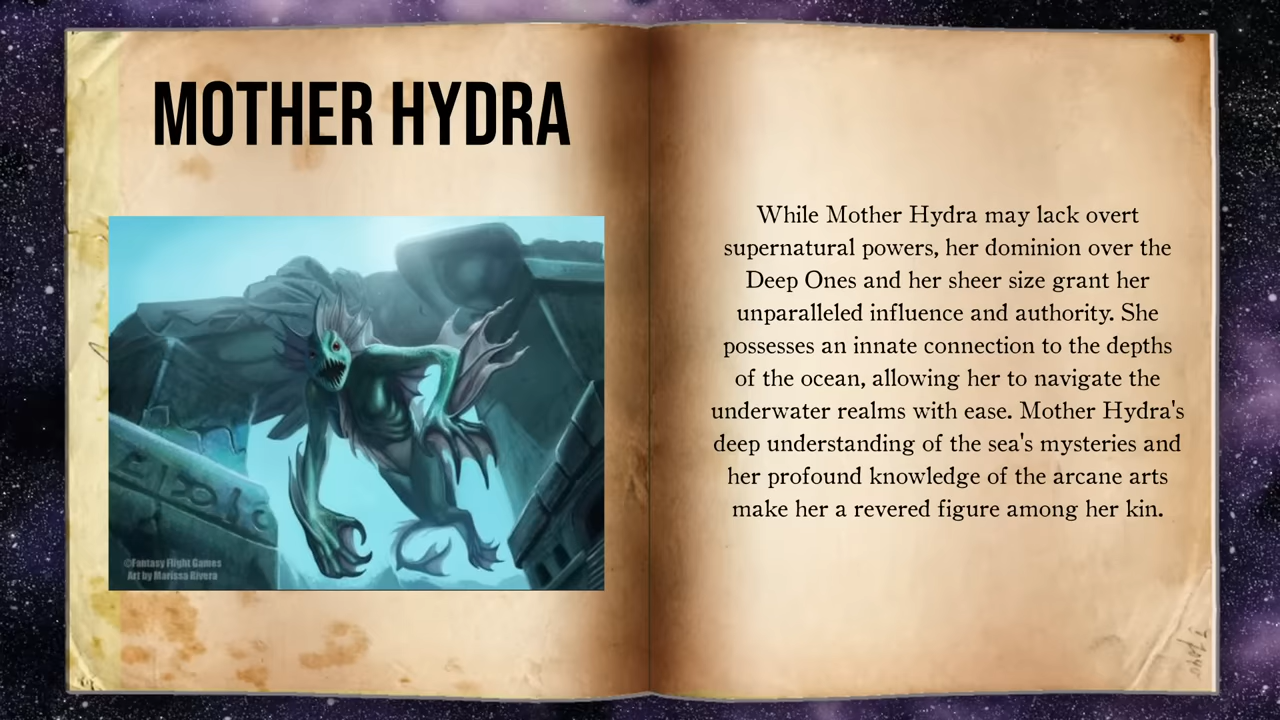 MOTHER HYDRA
©Fantasy Flight Games
Art by Marissa Rivera
While Mother Hydra may lack overt
supernatural powers, her dominion over the
Deep Ones and her sheer size grant her
unparalleled influence and authority. She
possesses an innate connection to the depths
of the ocean, allowing her to navigate the
underwater realms with ease. Mother Hydra's
deep understanding of the sea's mysteries and
her profound knowledge of the arcane arts
make her a revered figure among her kin.